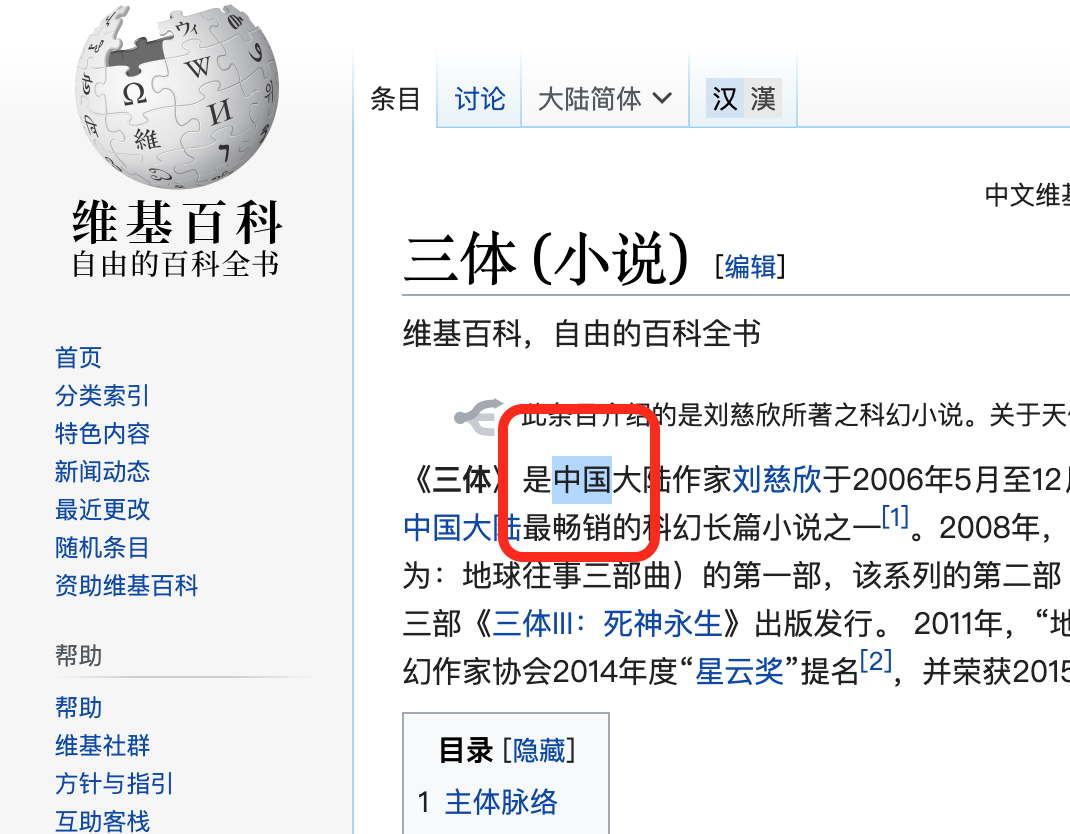 维基百科
自由的百科全书
首页
分类索引
特色内容
新闻动态
最近更改
随机条目
资助维基百科
帮助
帮助
维基社群
方针与指引
互助客栈
条目 讨论 大陆简体 汉 漢
中文维基
三体 (小说) [编辑]
维基百科，自由的百科全书
此条目介绍的是刘慈欣所著之科幻小说。关于天
《三体》是中国大陆作家刘慈欣于2006年5月至12月
中国大陆最畅销的科幻长篇小说之一[1]。2008年，
为：地球往事三部曲）的第一部，该系列的第二部
三部《三体III：死神永生》出版发行。 2011年，“地
幻作家协会2014年度“星云奖”提名[2]，并荣获2015
目录 [隐藏]
1 主体脉络